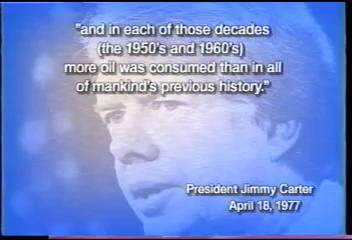 "and in each of those decades
(the 1950's and 1960's)
more oil was consumed than in all
of mankind's previous history."
President Jimmy Carter
April 18, 1977